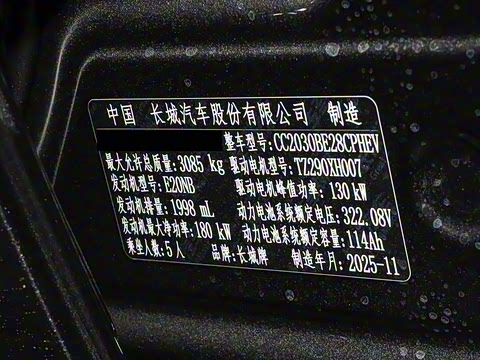 中国 长城汽车股份有限公司 制造
整车型号:CC2030BE28CPHEV
最大允许总质量:3085 kg 驱动电机型号:TZ290XH007
发动机型号:E20NB 驱动电机峰值功率:130 kW
发动机排量:1998 mL 动力电池系统额定电压:322.08V
发动机最大净功率:180 kW 动力电池系统额定容量:114Ah
乘坐人数:5人 品牌:长城牌 制造年月:2025-11